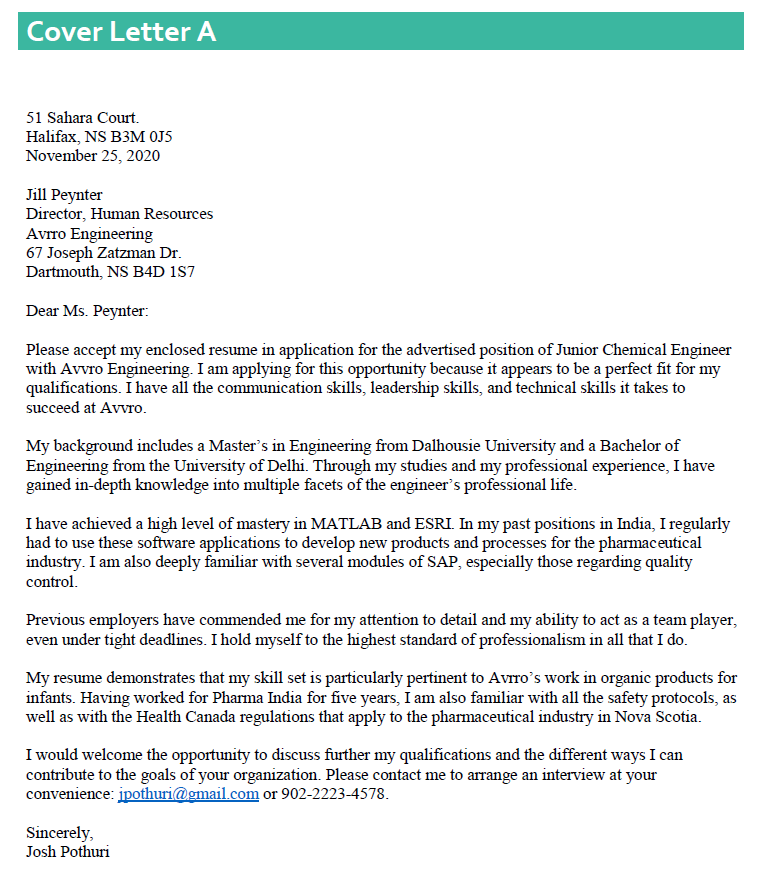 Cover Letter A
51 Sahara Court.
Halifax, NS B3M 0J5
November 25, 2020
Jill Peynter
Director, Human Resources
Avrro Engineering
67 Joseph Zatzman Dr.
Dartmouth, NS B4D 1S7
Dear Ms. Peynter:
Please accept my enclosed resume in application for the advertised position of Junior Chemical Engineer
with Avvro Engineering. I am applying for this opportunity because it appears to be a perfect fit for my
qualifications. I have all the communication skills, leadership skills, and technical skills it takes to
succeed at Avvro.
My background includes a Master’s in Engineering from Dalhousie University and a Bachelor of
Engineering from the University of Delhi. Through my studies and my professional experience, I have
gained in-depth knowledge into multiple facets of the engineer’s professional life.
I have achieved a high level of mastery in MATLAB and ESRI. In my past positions in India, I regularly
had to use these software applications to develop new products and processes for the pharmaceutical
industry. I am also deeply familiar with several modules of SAP, especially those regarding quality
control.
Previous employers have commended me for my attention to detail and my ability to act as a team player,
even under tight deadlines. I hold myself to the highest standard of professionalism in all that I do.
My resume demonstrates that my skill set is particularly pertinent to Avrro’s work in organic products for
infants. Having worked for Pharma India for five years, I am also familiar with all the safety protocols, as
well as with the Health Canada regulations that apply to the pharmaceutical industry in Nova Scotia.
I would welcome the opportunity to discuss further my qualifications and the different ways I can
contribute to the goals of your organization. Please contact me to arrange an interview at your
convenience: jpothuri@gmail.com or 902-2223-4578.
Sincerely,
Josh Pothuri